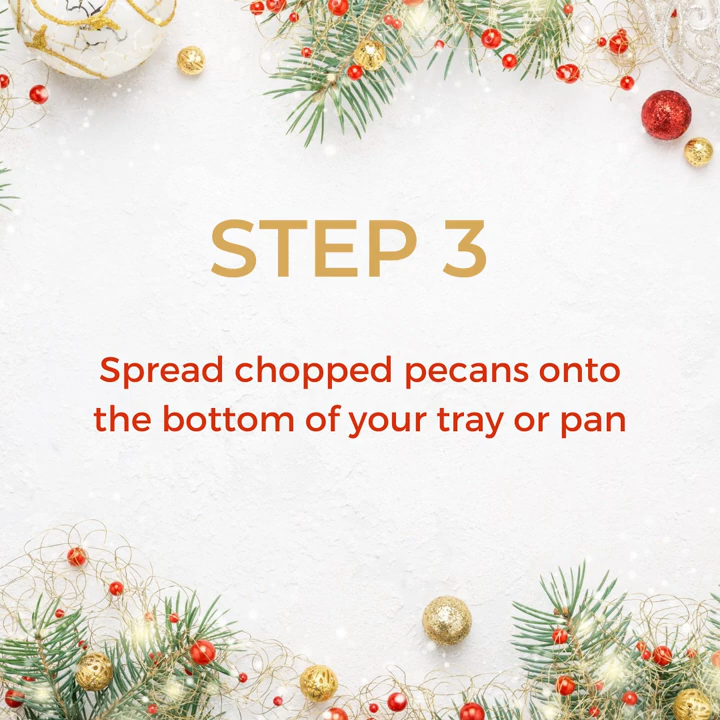 STEP 3
Spread chopped pecans onto
the bottom of your tray or pan